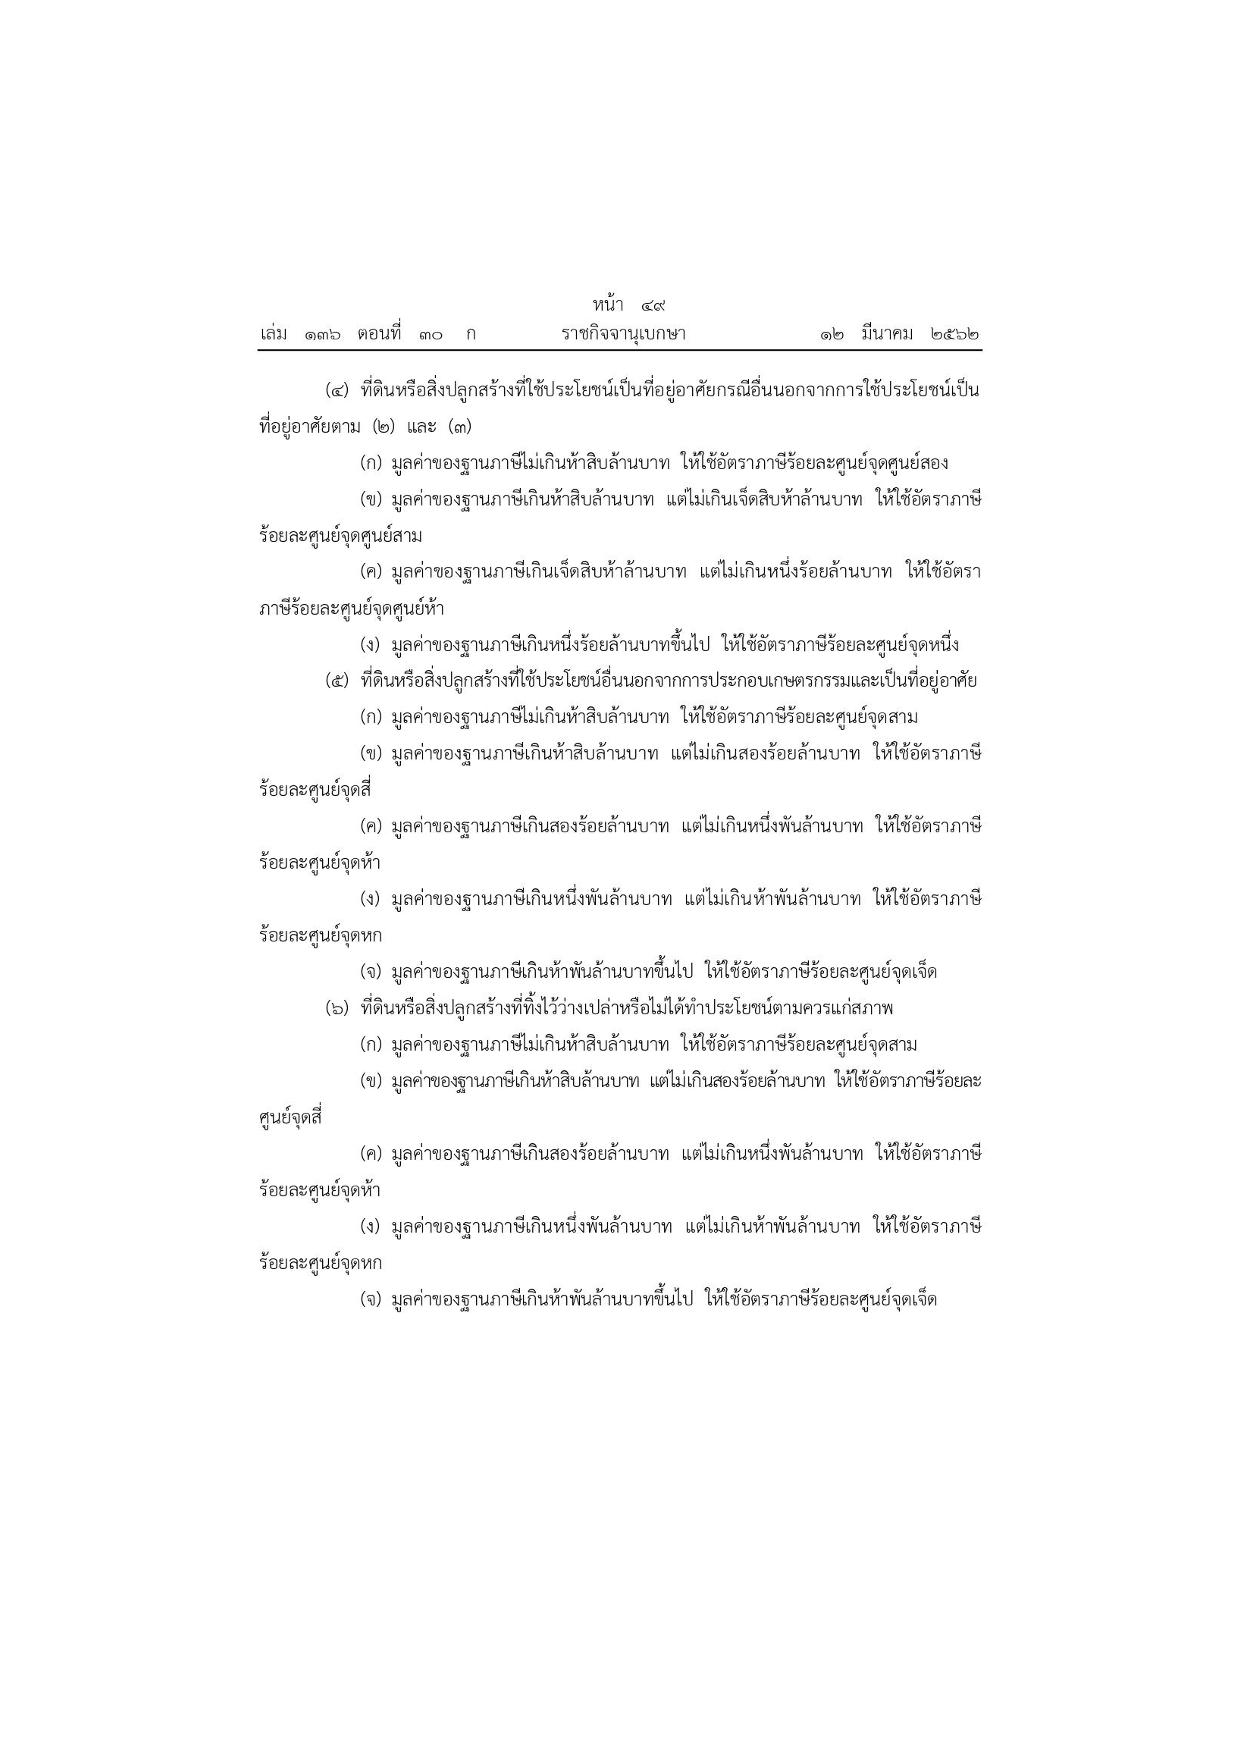 หน้า ๔๙
เล่ม ๑๓๖ ตอนที่ ๓๐ ก ราชกิจจานุเบกษา ๑๒ มีนาคม ๒๕๖๒
(๔) ที่ดินหรือสิ่งปลูกสร้างที่ใช้ประโยชน์เป็นที่อยู่อาศัยกรณีอื่นนอกจากการใช้ประโยชน์เป็น
ที่อยู่อาศัยตาม (๒) และ (๓)
(ก) มูลค่าของฐานภาษีไม่เกินห้าสิบล้านบาท ให้ใช้อัตราภาษีร้อยละศูนย์จุดศูนย์สอง
(ข) มูลค่าของฐานภาษีเกินห้าสิบล้านบาท แต่ไม่เกินเจ็ดสิบห้าล้านบาท ให้ใช้อัตราภาษี
ร้อยละศูนย์จุดศูนย์สาม
(ค) มูลค่าของฐานภาษีเกินเจ็ดสิบห้าล้านบาท แต่ไม่เกินหนึ่งร้อยล้านบาท ให้ใช้อัตรา
ภาษีร้อยละศูนย์จุดศูนย์ห้า
(ง) มูลค่าของฐานภาษีเกินหนึ่งร้อยล้านบาทขึ้นไป ให้ใช้อัตราภาษีร้อยละศูนย์จุดหนึ่ง
(๕) ที่ดินหรือสิ่งปลูกสร้างที่ใช้ประโยชน์อื่นนอกจากการประกอบเกษตรกรรมและเป็นที่อยู่อาศัย
(ก) มูลค่าของฐานภาษีไม่เกินห้าสิบล้านบาท ให้ใช้อัตราภาษีร้อยละศูนย์จุดสาม
(ข) มูลค่าของฐานภาษีเกินห้าสิบล้านบาท แต่ไม่เกินสองร้อยล้านบาท ให้ใช้อัตราภาษี
ร้อยละศูนย์จุดสี่
(ค) มูลค่าของฐานภาษีเกินสองร้อยล้านบาท แต่ไม่เกินหนึ่งพันล้านบาท ให้ใช้อัตราภาษี
ร้อยละศูนย์จุดห้า
(ง) มูลค่าของฐานภาษีเกินหนึ่งพันล้านบาท แต่ไม่เกินห้าพันล้านบาท ให้ใช้อัตราภาษี
ร้อยละศูนย์จุดหก
(จ) มูลค่าของฐานภาษีเกินห้าพันล้านบาทขึ้นไป ให้ใช้อัตราภาษีร้อยละศูนย์จุดเจ็ด
(๖) ที่ดินหรือสิ่งปลูกสร้างที่ทิ้งไว้ว่างเปล่าหรือไม่ได้ทำประโยชน์ตามควรแก่สภาพ
(ก) มูลค่าของฐานภาษีไม่เกินห้าสิบล้านบาท ให้ใช้อัตราภาษีร้อยละศูนย์จุดสาม
(ข) มูลค่าของฐานภาษีเกินห้าสิบล้านบาท แต่ไม่เกินสองร้อยล้านบาท ให้ใช้อัตราภาษีร้อยละ
ศูนย์จุดสี่
(ค) มูลค่าของฐานภาษีเกินสองร้อยล้านบาท แต่ไม่เกินหนึ่งพันล้านบาท ให้ใช้อัตราภาษี
ร้อยละศูนย์จุดห้า
(ง) มูลค่าของฐานภาษีเกินหนึ่งพันล้านบาท แต่ไม่เกินห้าพันล้านบาท ให้ใช้อัตราภาษี
ร้อยละศูนย์จุดหก
(จ) มูลค่าของฐานภาษีเกินห้าพันล้านบาทขึ้นไป ให้ใช้อัตราภาษีร้อยละศูนย์จุดเจ็ด